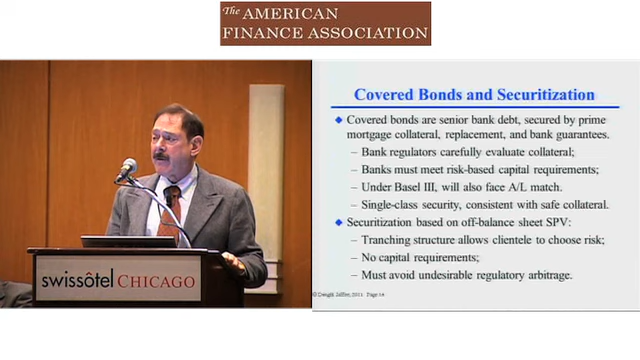 The AMERICAN
FINANCE ASSOCIATION
Covered Bonds and Securitization
Covered bonds are senior bank debt, secured by prime
mortgage collateral, replacement, and bank guarantees.
– Bank regulators carefully evaluate collateral;
– Banks must meet risk-based capital requirements;
– Under Basel III, will also face A/L match.
– Single-class security, consistent with safe collateral.
Securitization based on off-balance sheet SPV:
– Tranching structure allows clientele to choose risk;
– No capital requirements;
– Must avoid undesirable regulatory arbitrage.
swissôtel CHICAGO
© Dwight Jaffee, 2011 Page 14